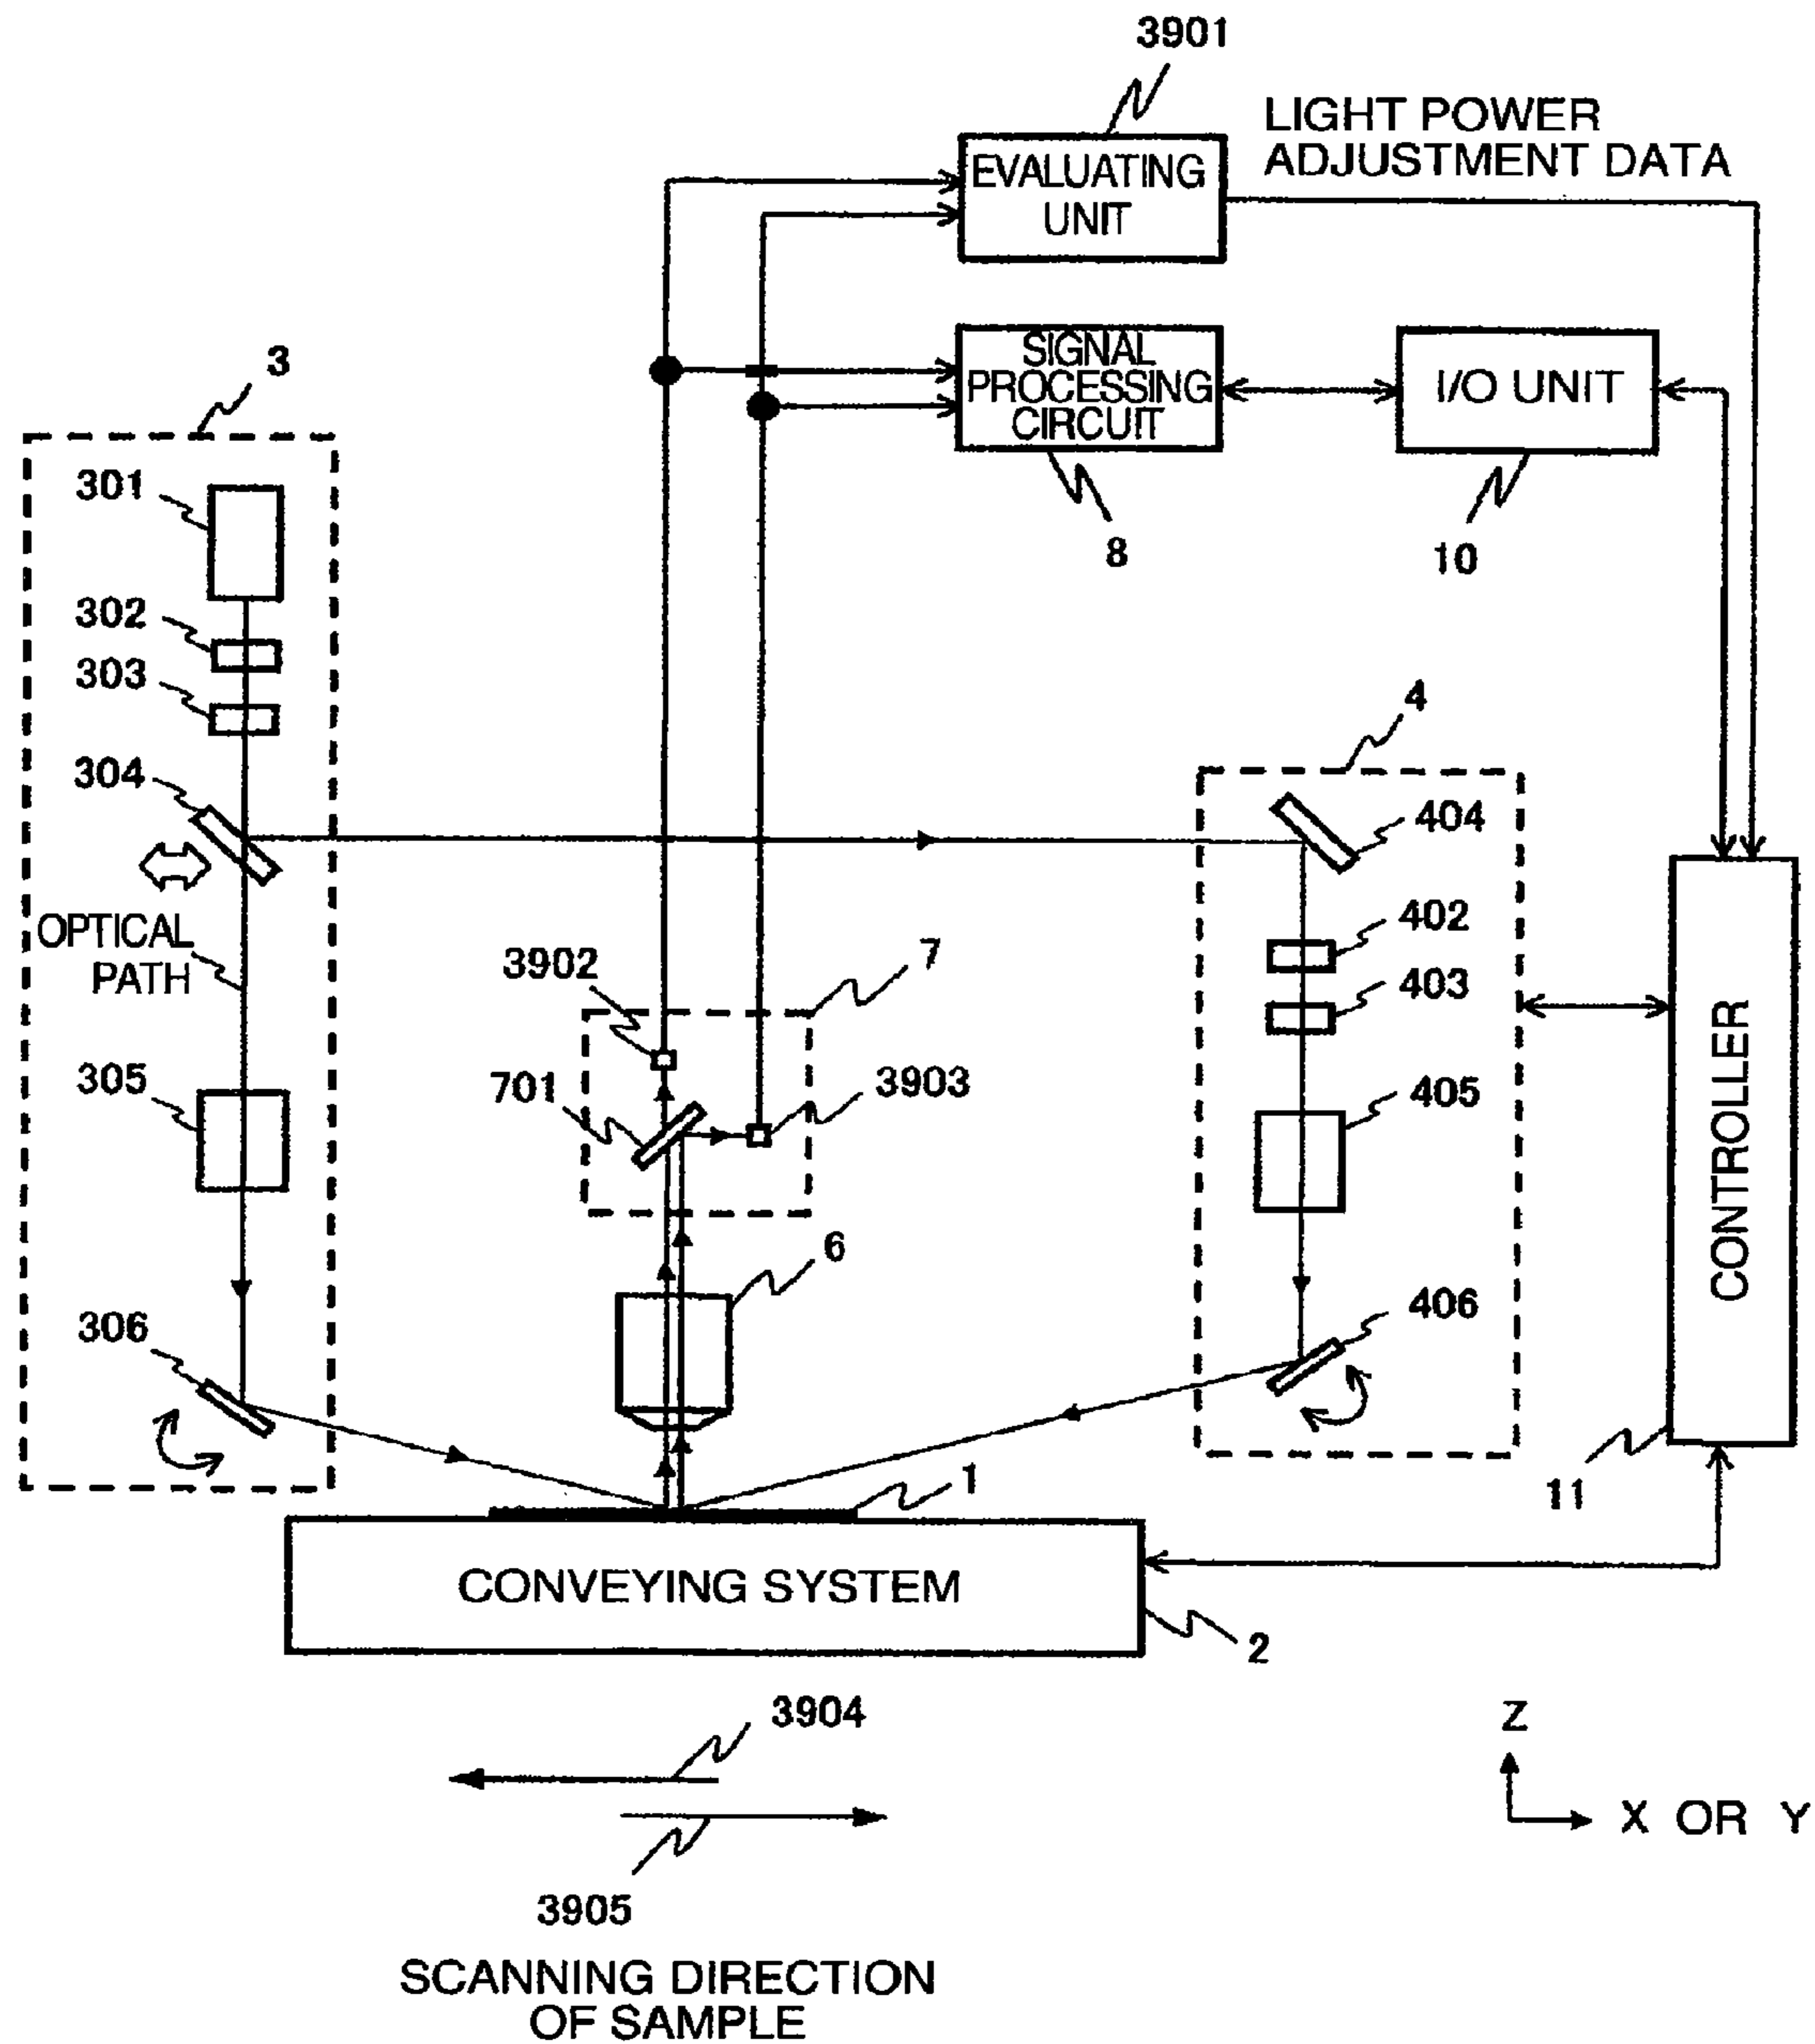 3901
LIGHT POWER
ADJUSTMENT DATA
EVALUATING
UNIT
3
SIGNAL
PROCESSING
CIRCUIT
I/O UNIT
301
8
10
302
303
4
304
404
OPTICAL
PATH
402
3902
7
403
305
701
3903
405
CONTROLLER
6
306
406
1
11
CONVEYING SYSTEM
2
3904
Z
X OR Y
3905
SCANNING DIRECTION
OF SAMPLE